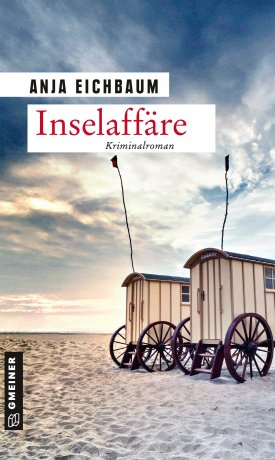 ANJA EICHBAUM
Inselaffäre
Kriminalroman
GMEINER